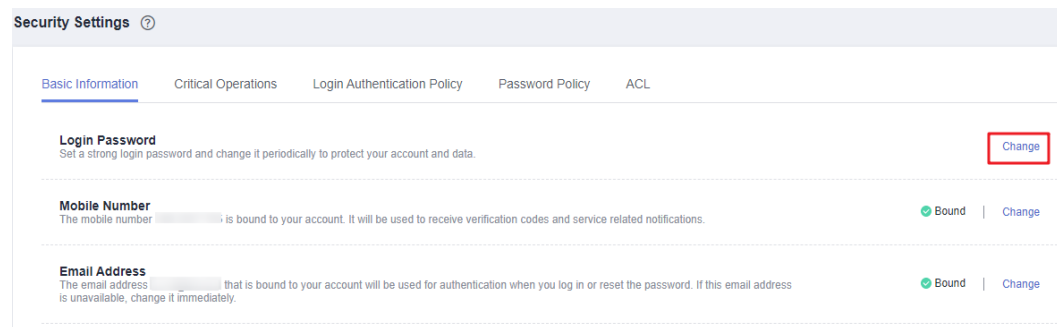 Security Settings ?
Basic Information Critical Operations Login Authentication Policy Password Policy ACL
Login Password
Set a strong login password and change it periodically to protect your account and data.
Change
Mobile Number
The mobile number is bound to your account. It will be used to receive verification codes and service related notifications.
Bound | Change
Email Address
The email address that is bound to your account will be used for authentication when you log in or reset the password. If this email address
is unavailable, change it immediately.
Bound | Change